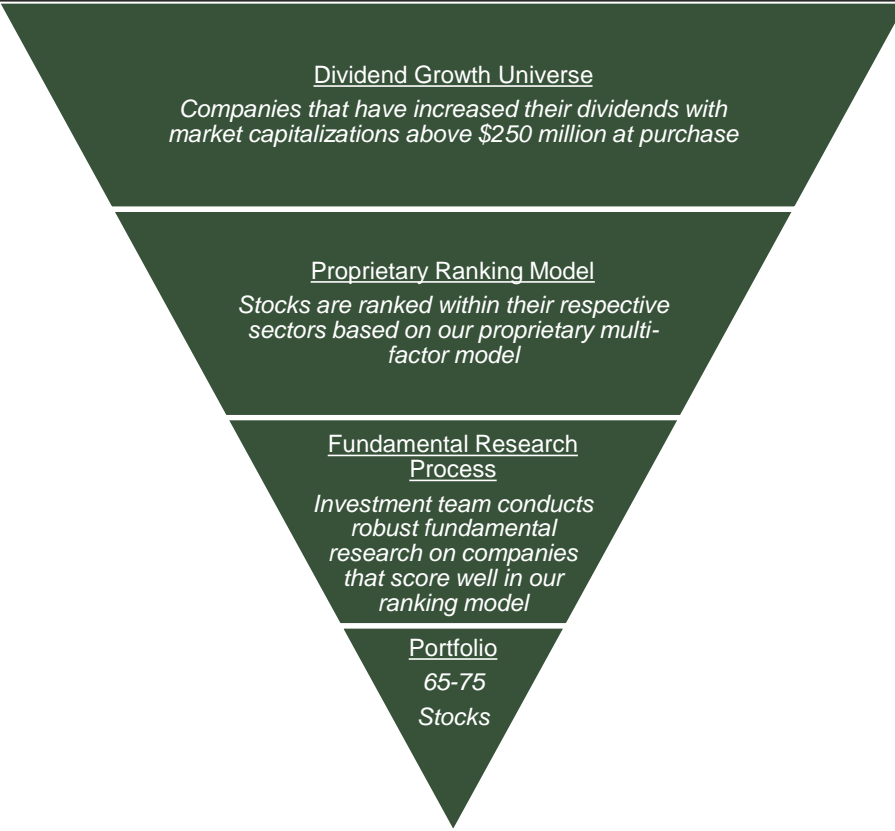 Dividend Growth Universe
Companies that have increased their dividends with
market capitalizations above $250 million at purchase
Proprietary Ranking Model
Stocks are ranked within their respective
sectors based on our proprietary multi-
factor model
Fundamental Research
Process
Investment team conducts
robust fundamental
research on companies
that score well in our
ranking model
Portfolio
65-75
Stocks